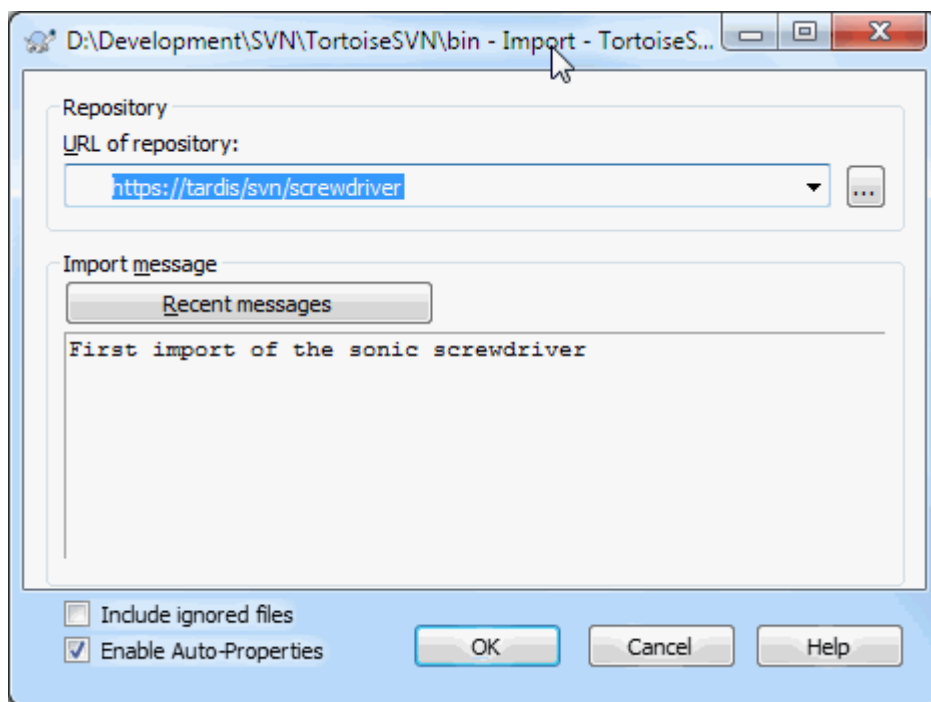 D:\Development\SVN\TortoiseSVN\bin - Import - TortoiseS...
Repository
URL of repository:
https://tardis/svn/screwdriver
...
Import message
Recent messages
First import of the sonic screwdriver
Include ignored files
Enable Auto-Properties
OK
Cancel
Help